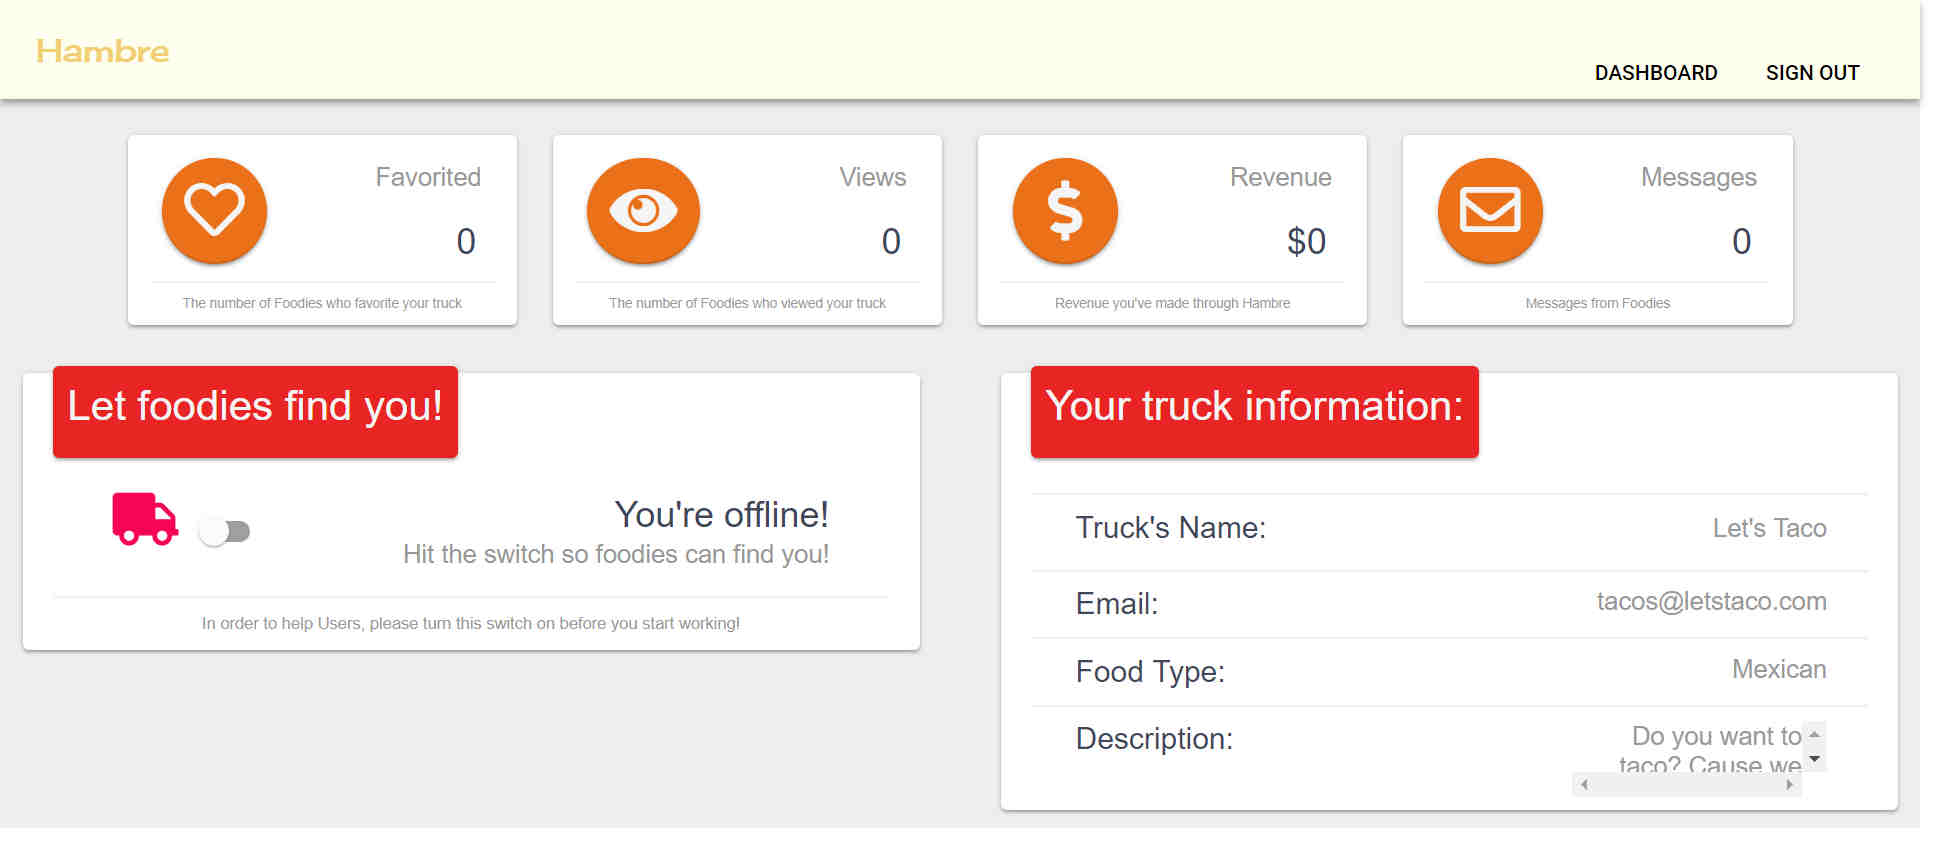 Hambre
DASHBOARD
SIGN OUT
Favorited
0
The number of Foodies who favorite your truck
Views
0
The number of Foodies who viewed your truck
Revenue
$0
Revenue you've made through Hambre
Messages
0
Messages from Foodies
Let foodies find you!
You're offline!
Hit the switch so foodies can find you!
In order to help Users, please turn this switch on before you start working!
Your truck information:
Truck's Name:
Let's Taco
Email:
tacos@letstaco.com
Food Type:
Mexican
Description:
Do you want to
taco? Cause we